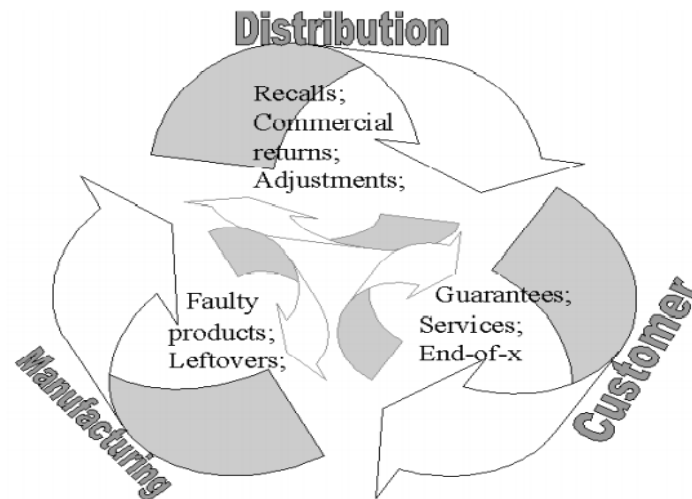 Distribution
Recalls;
Commercial
returns;
Adjustments;
Faulty
products;
Leftovers;
Guarantees;
Services;
End-of-x
Manufacturing
Customer